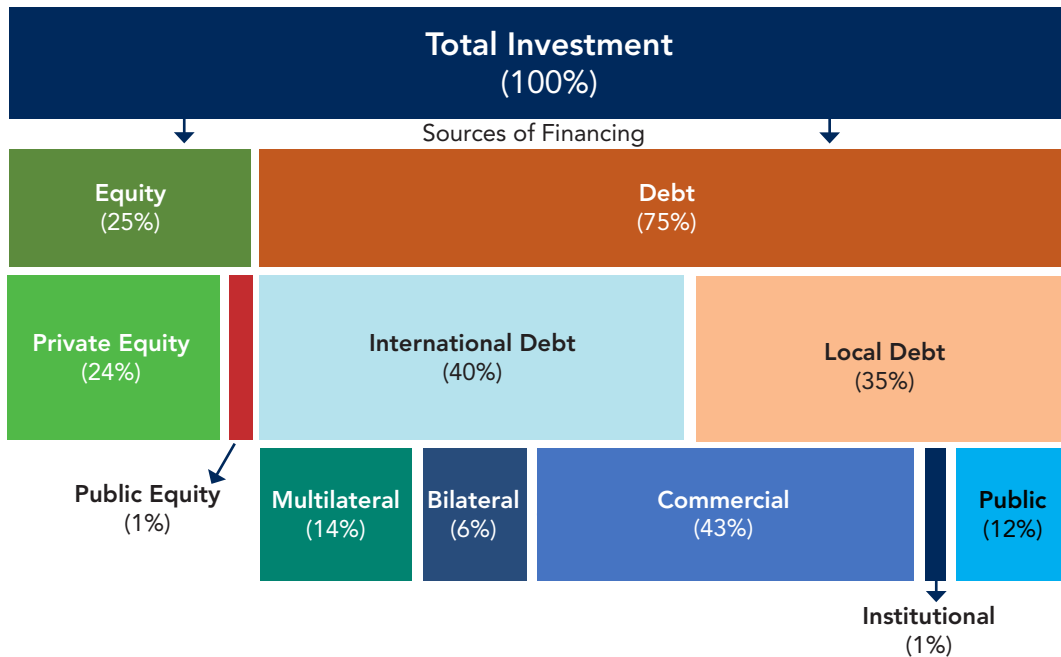 Total Investment
(100%)
Sources of Financing
Equity
(25%)
Debt
(75%)
Private Equity
(24%)
International Debt
(40%)
Local Debt
(35%)
Public Equity
(1%)
Multilateral
(14%)
Bilateral
(6%)
Commercial
(43%)
Public
(12%)
Institutional
(1%)